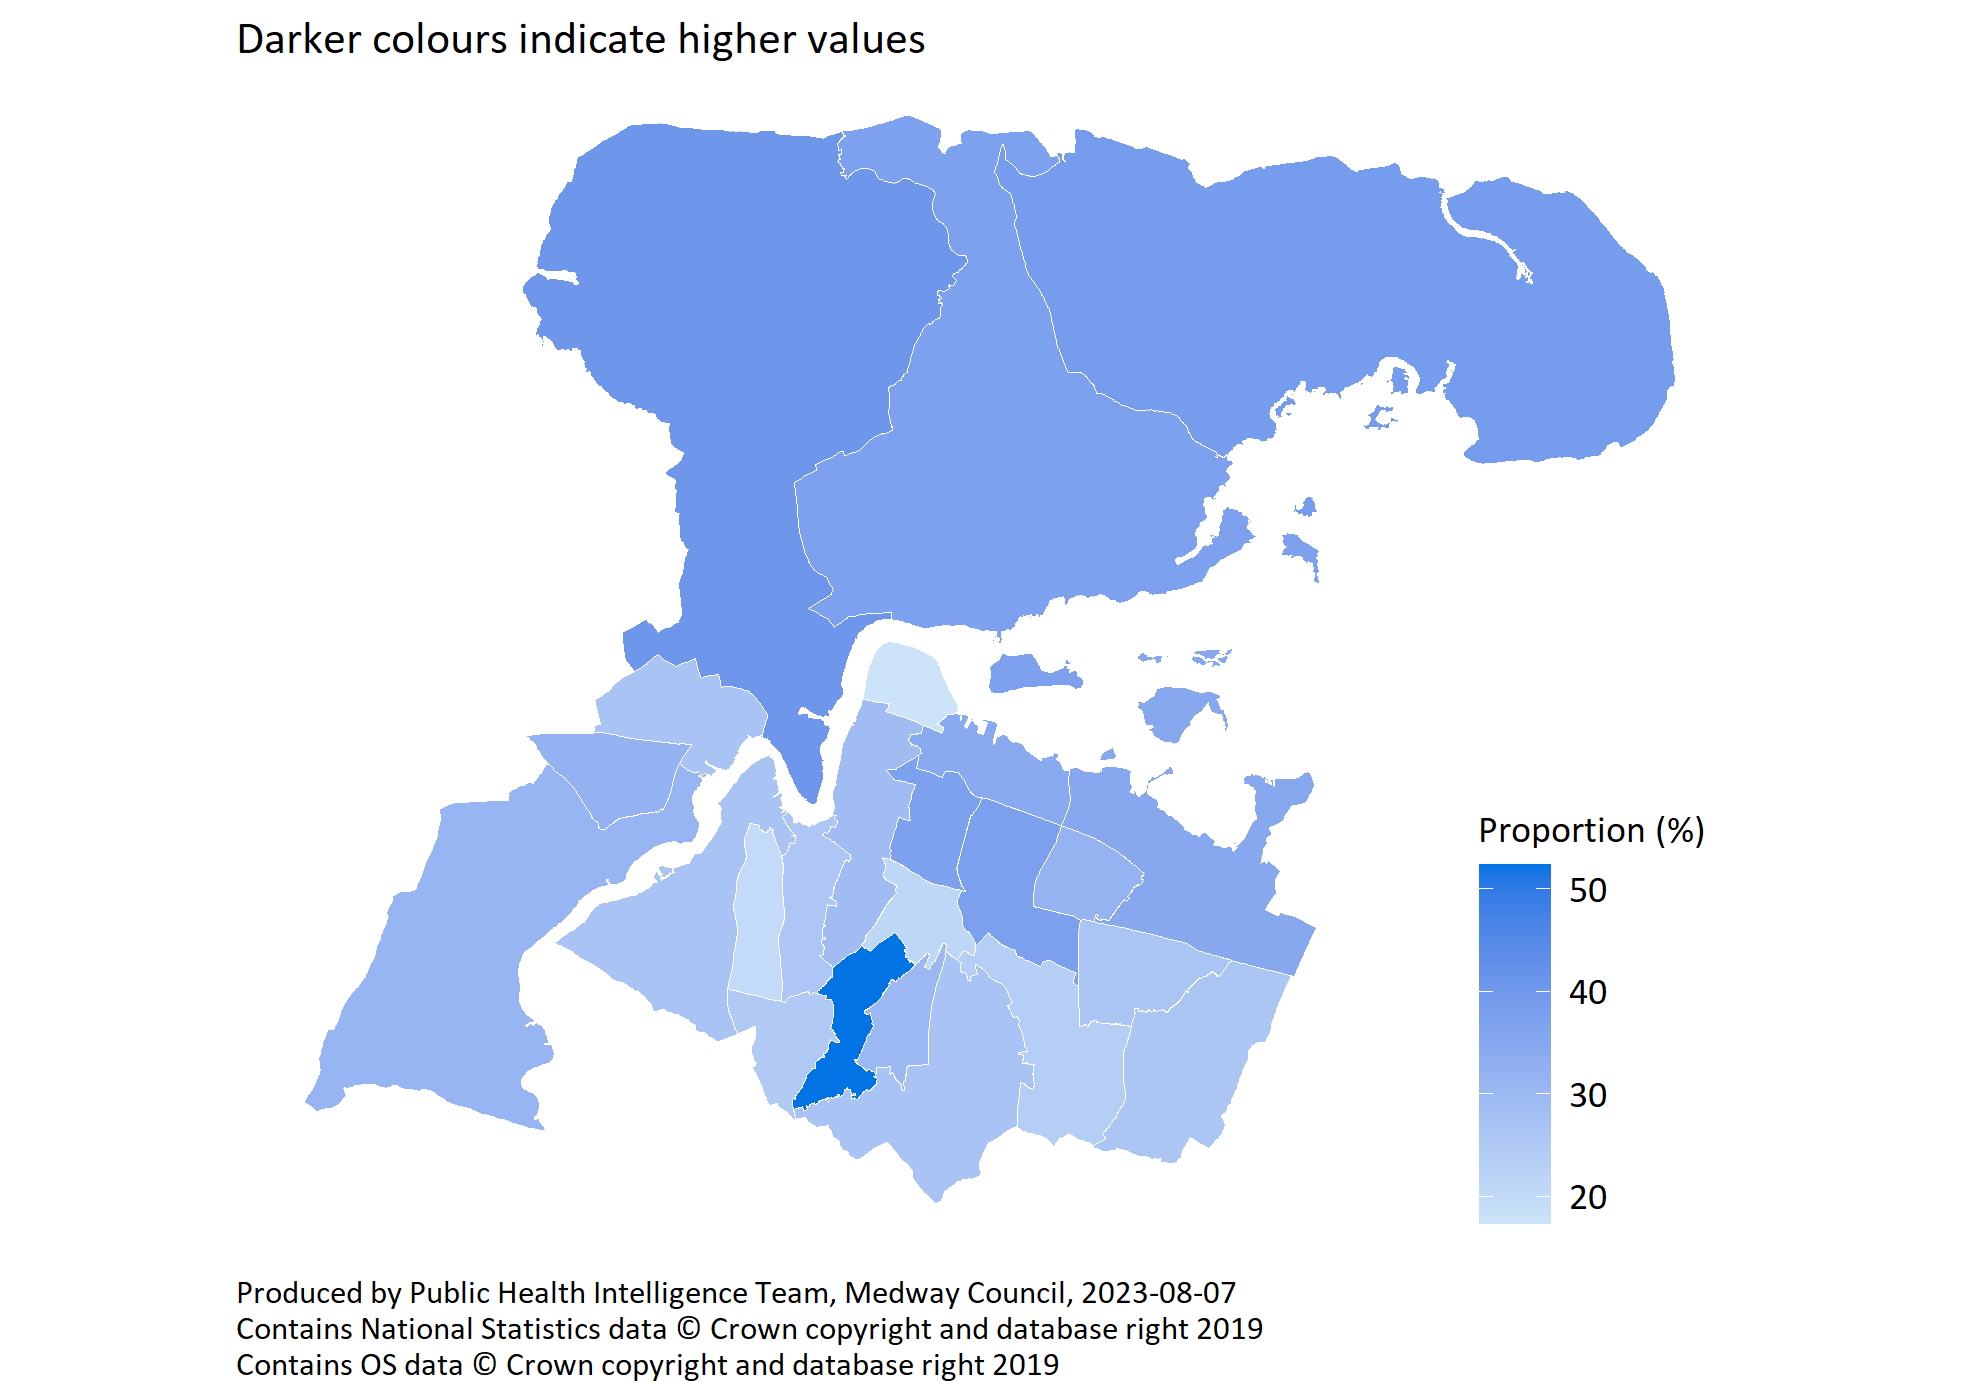 Darker colours indicate higher values
Proportion (%)
50
40
30
20
Produced by Public Health Intelligence Team, Medway Council, 2023-08-07
Contains National Statistics data © Crown copyright and database right 2019
Contains OS data © Crown copyright and database right 2019